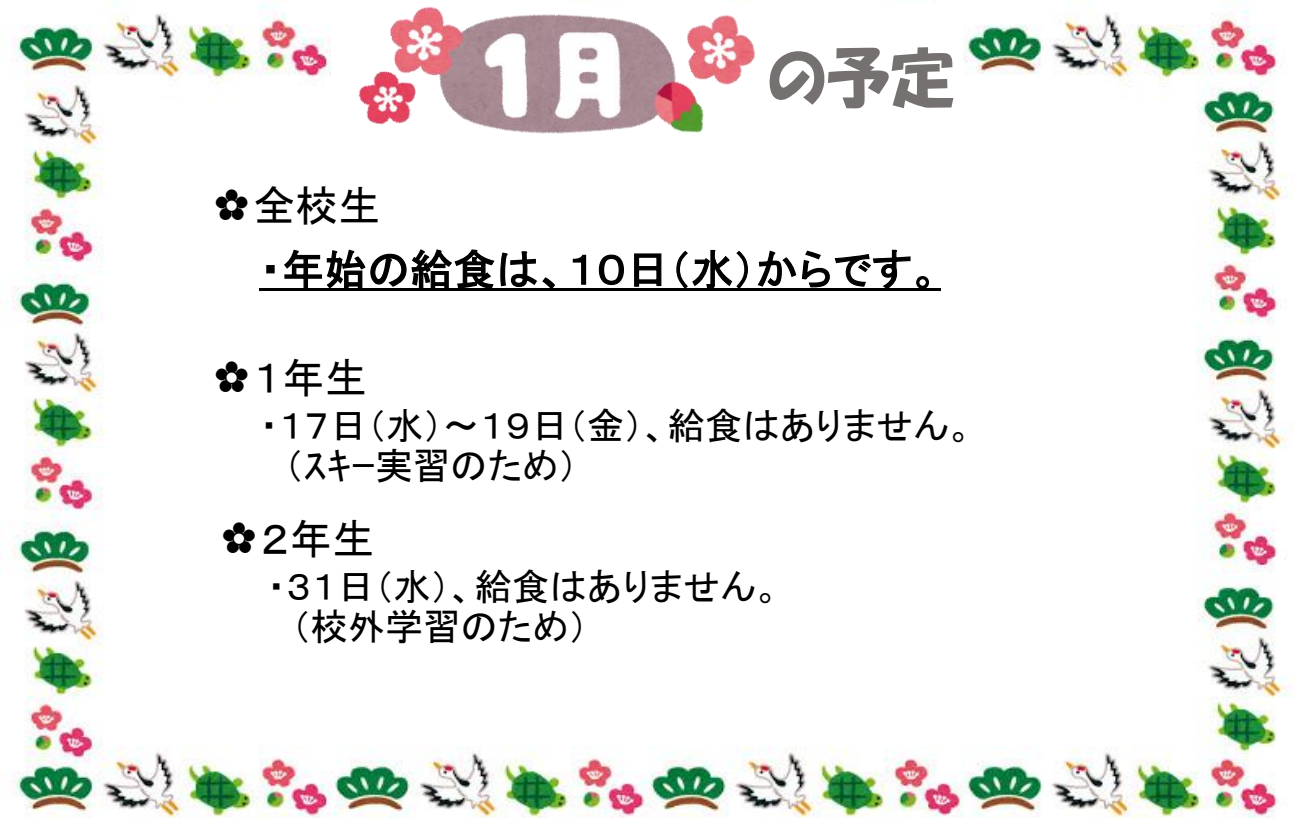 1月の予定
✿全校生
・年始の給食は、10日(水)からです。
✿1年生
・17日(水)~19日(金)、給食はありません。
(スキー実習のため)
✿2年生
・31日(水)、給食はありません。
(校外学習のため)